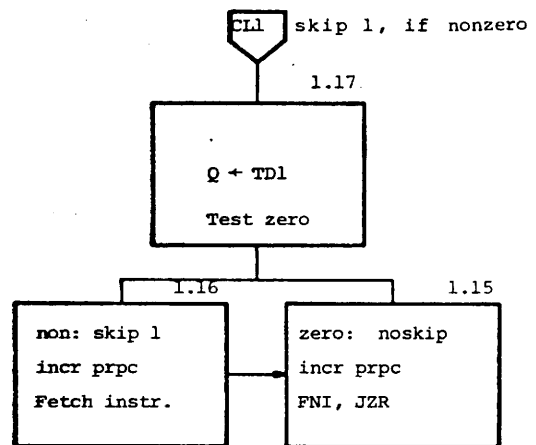 CL1 skip 1, if nonzero
1.17
Q ← TD1
Test zero
1.16
non: skip 1
incr prpc
Fetch instr.
1.15
zero: noskip
incr prpc
FNI, JZR